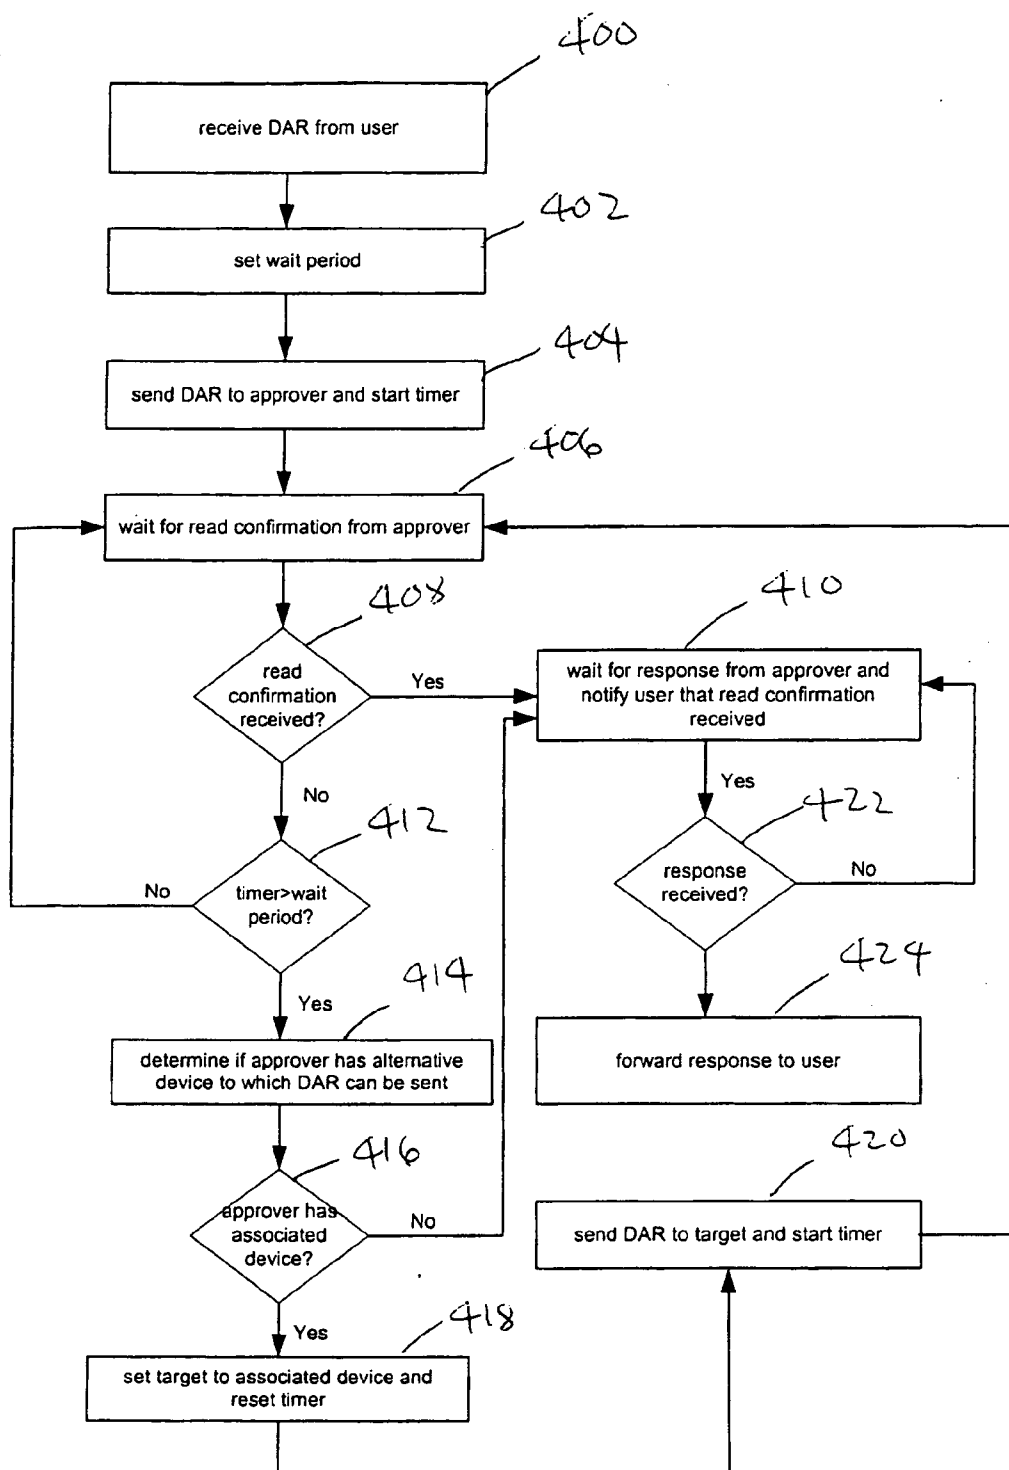 400
receive DAR from user
402
set wait period
404
send DAR to approver and start timer
406
wait for read confirmation from approver
408
read
confirmation
received?
Yes
410
wait for response from approver and
notify user that read confirmation
received
No
Yes
412
timer>wait
period?
No
422
response
received?
No
Yes
414
determine if approver has alternative
device to which DAR can be sent
424
forward response to user
416
approver has
associated
device?
No
420
send DAR to target and start timer
Yes
418
set target to associated device and
reset timer